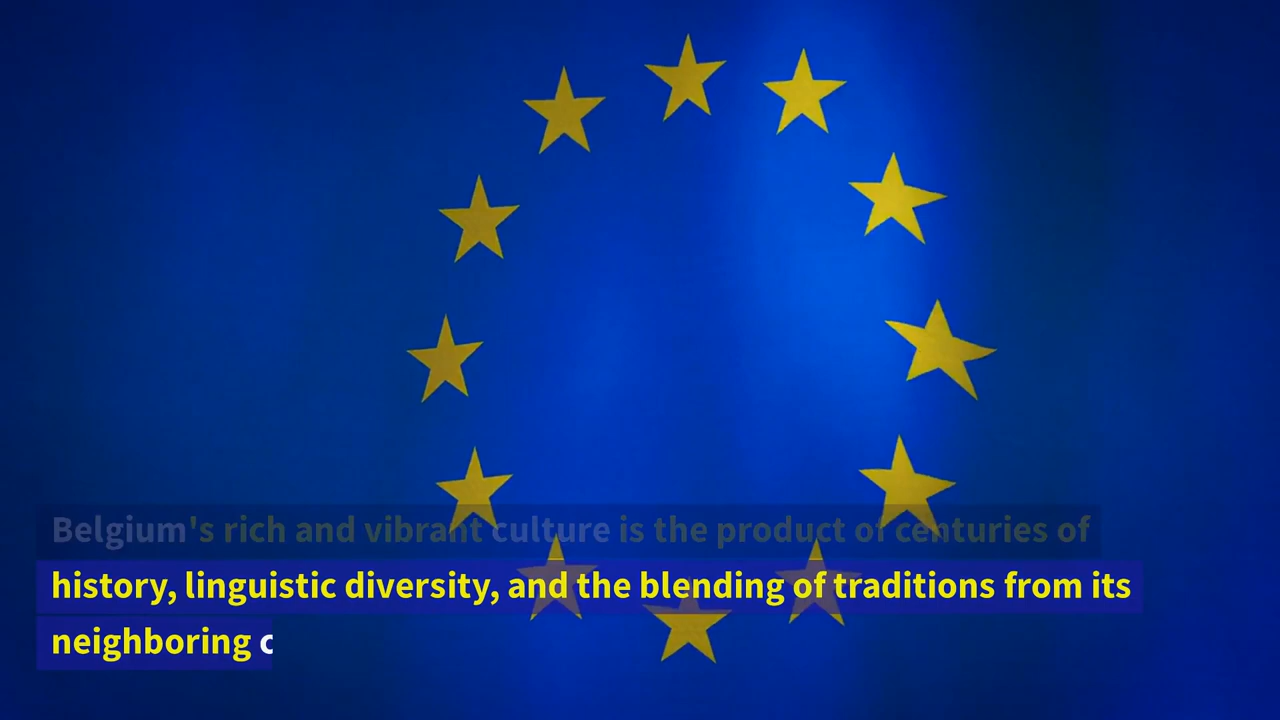 Belgium's rich and vibrant culture is the product of centuries of
history, linguistic diversity, and the blending of traditions from its
neighboring c